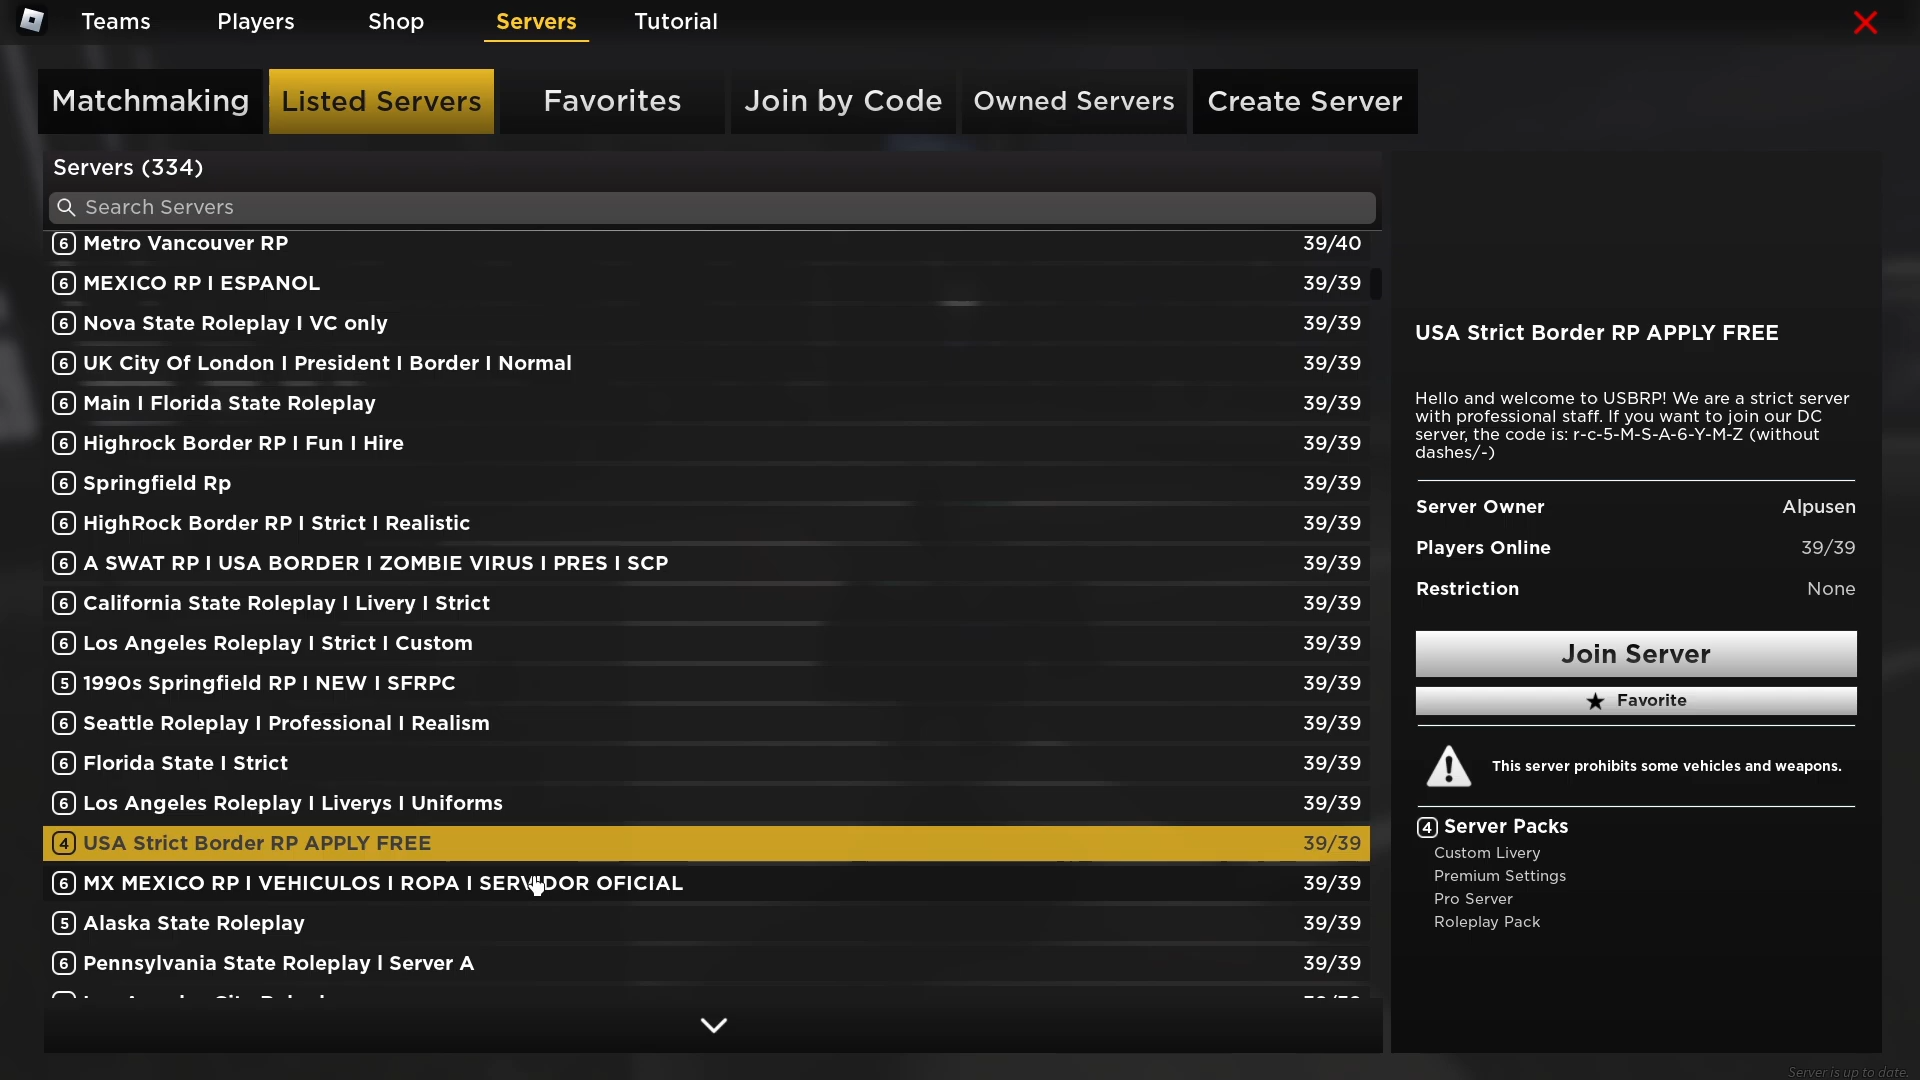 Teams Players Shop Servers Tutorial
Matchmaking Listed Servers Favorites Join by Code Owned Servers Create Server
Servers (334)
Search Servers
6 Metro Vancouver RP 39/40
6 MEXICO RP I ESPANOL 39/39
6 Nova State Roleplay I VC only 39/39
6 UK City Of London I President I Border I Normal 39/39
6 Main I Florida State Roleplay 39/39
6 Highrock Border RP I Fun I Hire 39/39
6 Springfield Rp 39/39
6 HighRock Border RP I Strict I Realistic 39/39
6 A SWAT RP I USA BORDER I ZOMBIE VIRUS I PRES I SCP 39/39
6 California State Roleplay I Livery I Strict 39/39
6 Los Angeles Roleplay I Strict I Custom 39/39
5 1990s Springfield RP I NEW I SFRPC 39/39
6 Seattle Roleplay I Professional I Realism 39/39
6 Florida State I Strict 39/39
6 Los Angeles Roleplay I Liverys I Uniforms 39/39
4 USA Strict Border RP APPLY FREE 39/39
6 MX MEXICO RP I VEHICULOS I ROPA I SERVIDOR OFICIAL 39/39
5 Alaska State Roleplay 39/39
6 Pennsylvania State Roleplay l Server A 39/39
USA Strict Border RP APPLY FREE
Hello and welcome to USBRP! We are a strict server
with professional staff. If you want to join our DC
server, the code is: r-c-5-M-S-A-6-Y-M-Z (without
dashes/-)
Server Owner Alpusen
Players Online 39/39
Restriction None
Join Server
Favorite
This server prohibits some vehicles and weapons.
4 Server Packs
Custom Livery
Premium Settings
Pro Server
Roleplay Pack
Server is up to date.